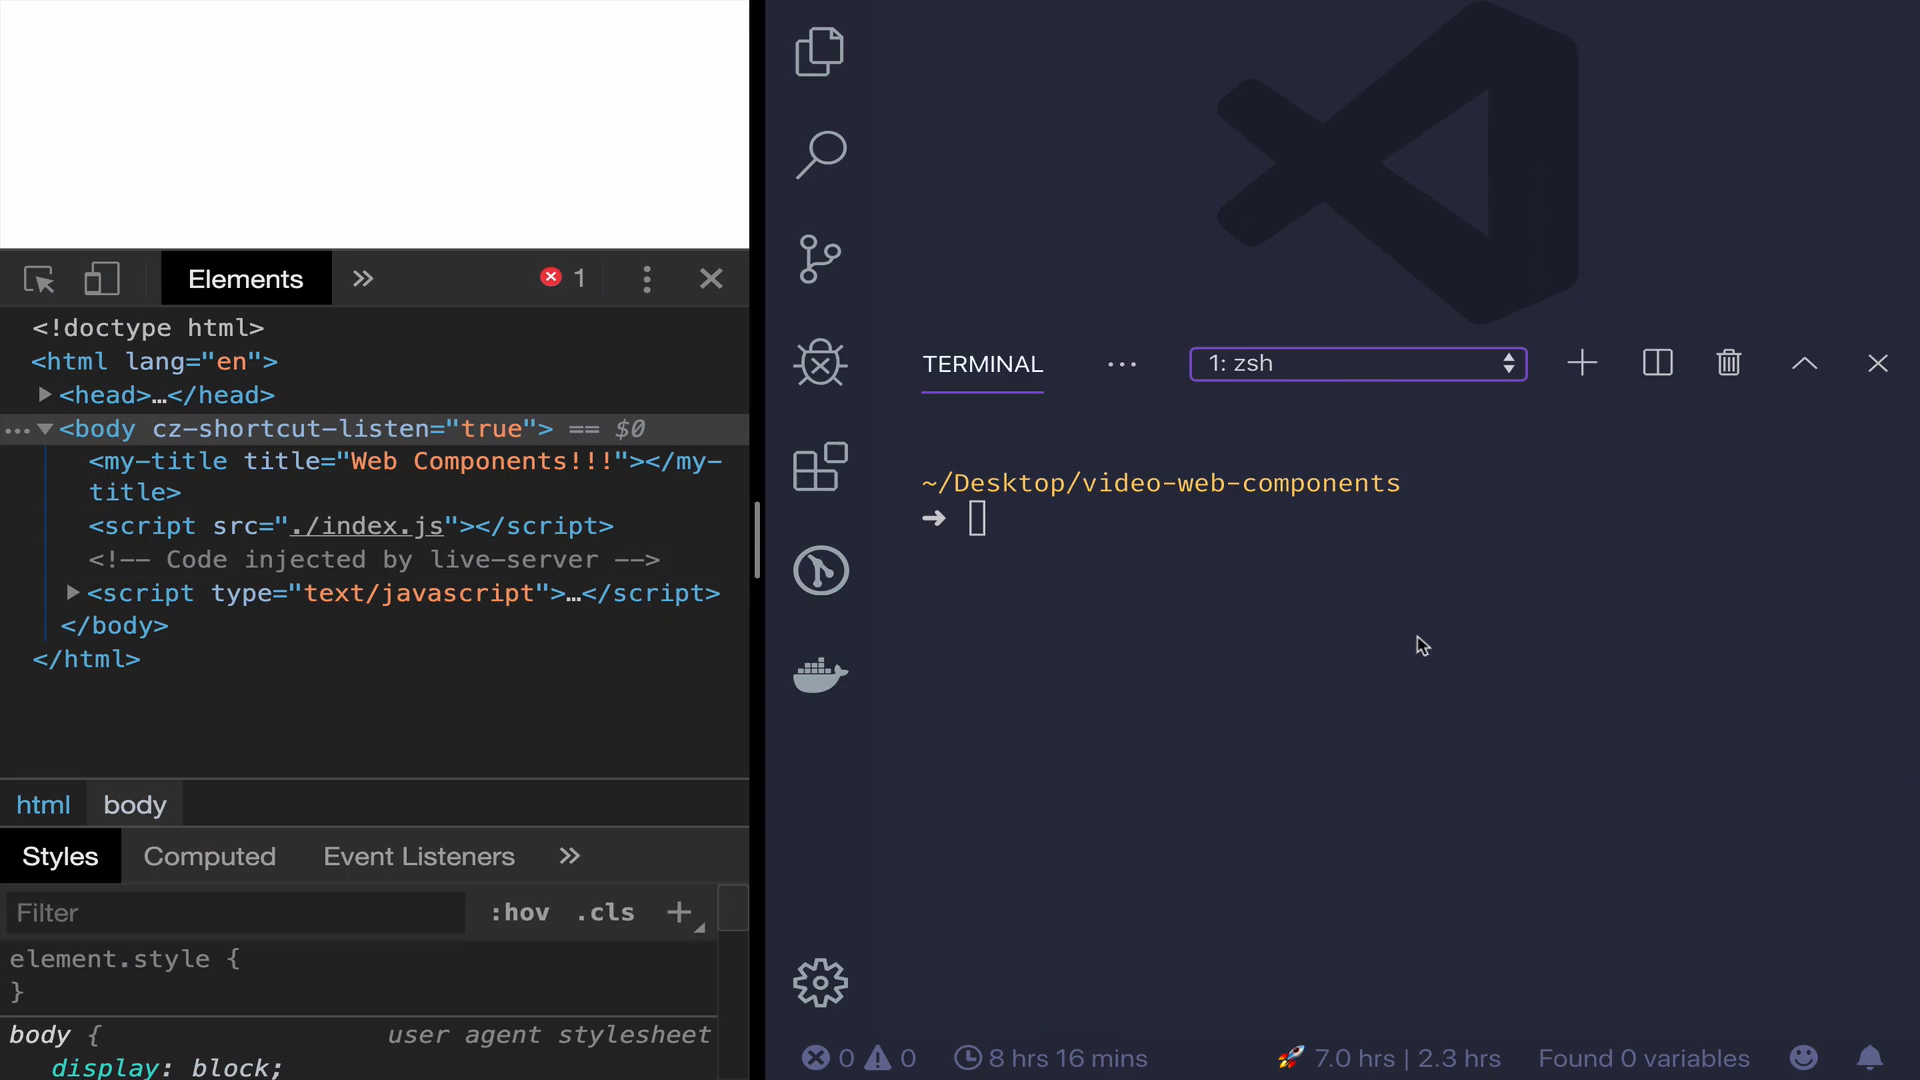 Elements
1
<!doctype html>
<html lang="en">
<head>…</head>
<body cz-shortcut-listen="true"> == $0
<my-title title="Web Components!!!"></my-
title>
<script src="./index.js"></script>
<!-- Code injected by live-server -->
<script type="text/javascript">…</script>
</body>
</html>
html body
Styles Computed Event Listeners
Filter :hov .cls
element.style {
}
body { user agent stylesheet
display: block;
TERMINAL 1: zsh
~/Desktop/video-web-components
0 0 8 hrs 16 mins 7.0 hrs | 2.3 hrs Found 0 variables